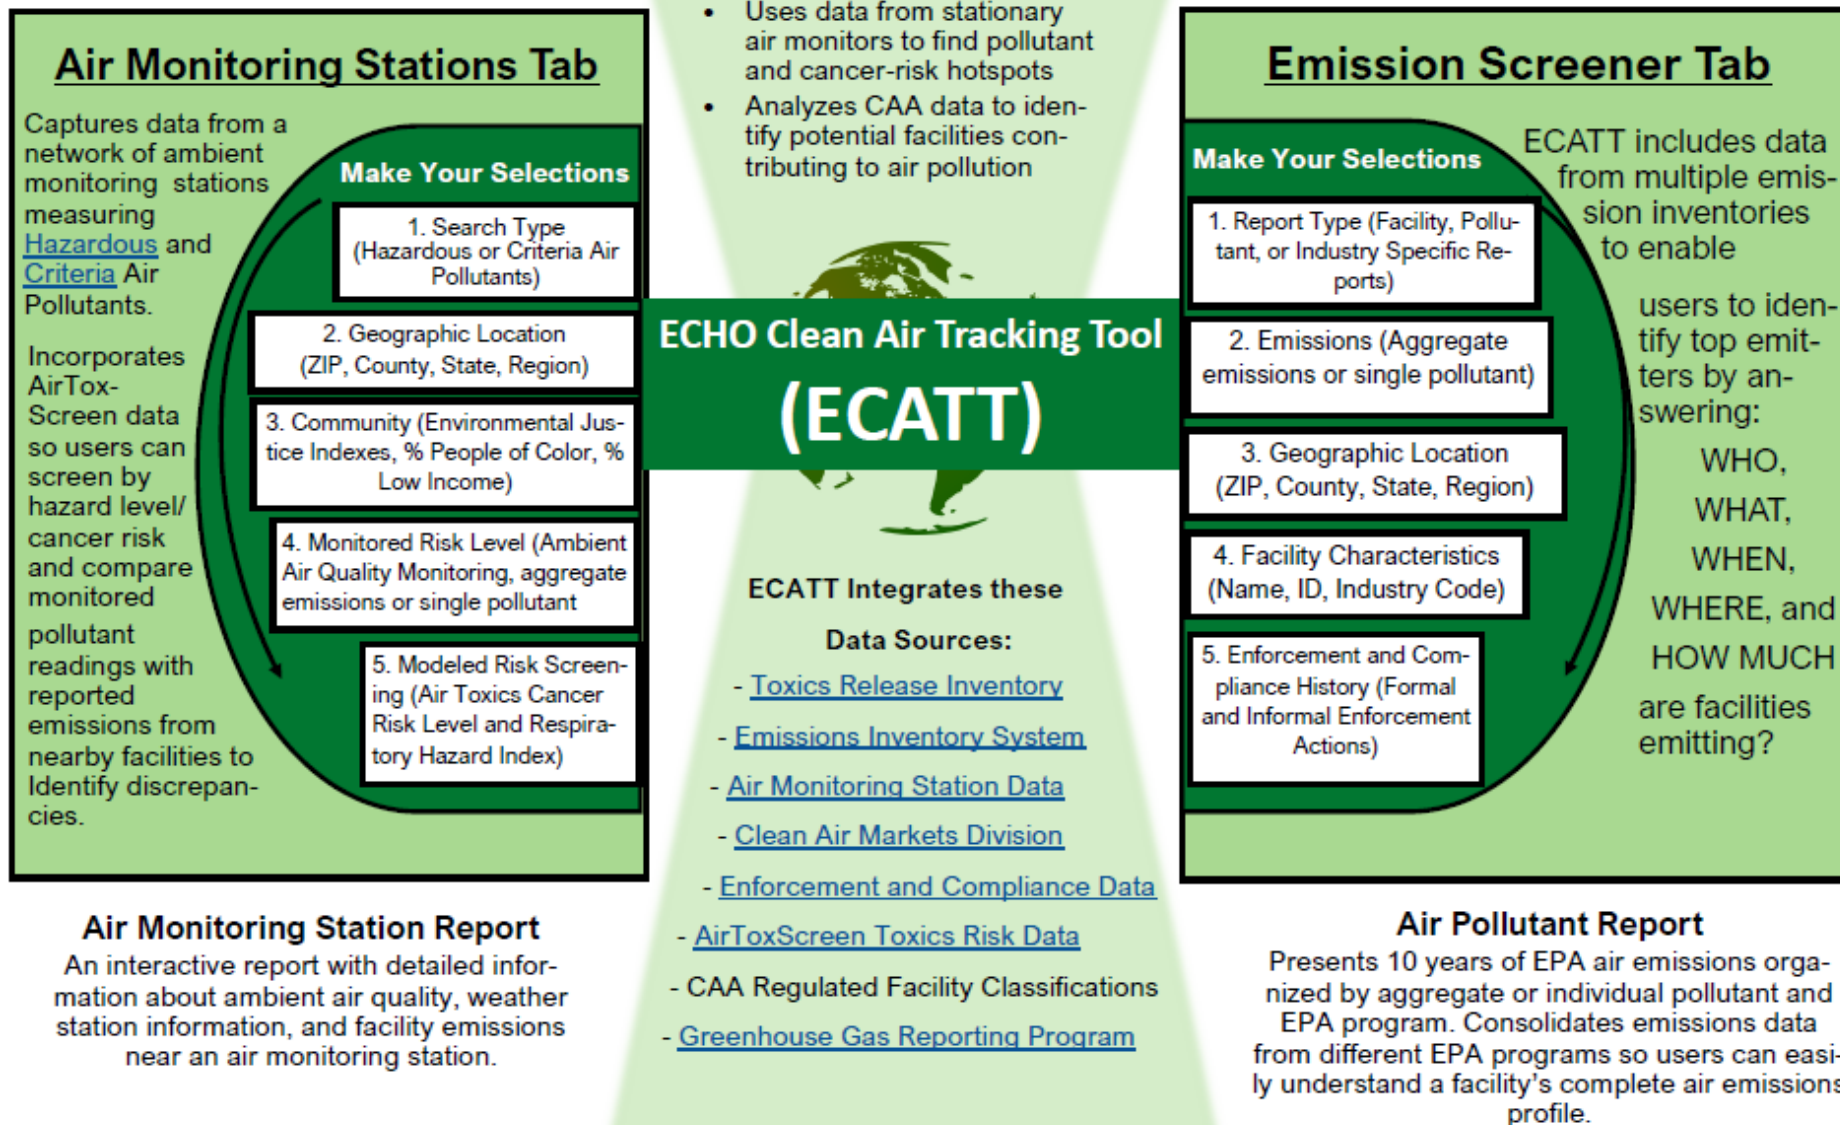 Air Monitoring Stations Tab
Captures data from a
network of ambient
monitoring stations
measuring
Hazardous and
Criteria Air
Pollutants.
Incorporates
AirTox-
Screen data
so users can
screen by
hazard level/
cancer risk
and compare
monitored
pollutant
readings with
reported
emissions from
nearby facilities to
Identify discrepan-
cies.
Make Your Selections
1. Search Type
(Hazardous or Criteria Air
Pollutants)
2. Geographic Location
(ZIP, County, State, Region)
3. Community (Environmental Jus-
tice Indexes, % People of Color, %
Low Income)
4. Monitored Risk Level (Ambient
Air Quality Monitoring, aggregate
emissions or single pollutant
5. Modeled Risk Screen-
ing (Air Toxics Cancer
Risk Level and Respira-
tory Hazard Index)
Air Monitoring Station Report
An interactive report with detailed infor-
mation about ambient air quality, weather
station information, and facility emissions
near an air monitoring station.
• Uses data from stationary
air monitors to find pollutant
and cancer-risk hotspots
• Analyzes CAA data to iden-
tify potential facilities con-
tributing to air pollution
ECHO Clean Air Tracking Tool
(ECATT)
ECATT Integrates these
Data Sources:
- Toxics Release Inventory
- Emissions Inventory System
- Air Monitoring Station Data
- Clean Air Markets Division
- Enforcement and Compliance Data
- AirToxScreen Toxics Risk Data
- CAA Regulated Facility Classifications
- Greenhouse Gas Reporting Program
Emission Screener Tab
Make Your Selections
1. Report Type (Facility, Pollu-
tant, or Industry Specific Re-
ports)
2. Emissions (Aggregate
emissions or single pollutant)
3. Geographic Location
(ZIP, County, State, Region)
4. Facility Characteristics
(Name, ID, Industry Code)
5. Enforcement and Com-
pliance History (Formal
and Informal Enforcement
Actions)
ECATT includes data
from multiple emis-
sion inventories
to enable
users to iden-
tify top emit-
ters by an-
swering:
WHO,
WHAT,
WHEN,
WHERE, and
HOW MUCH
are facilities
emitting?
Air Pollutant Report
Presents 10 years of EPA air emissions orga-
nized by aggregate or individual pollutant and
EPA program. Consolidates emissions data
from different EPA programs so users can easi-
ly understand a facility's complete air emissions
profile.